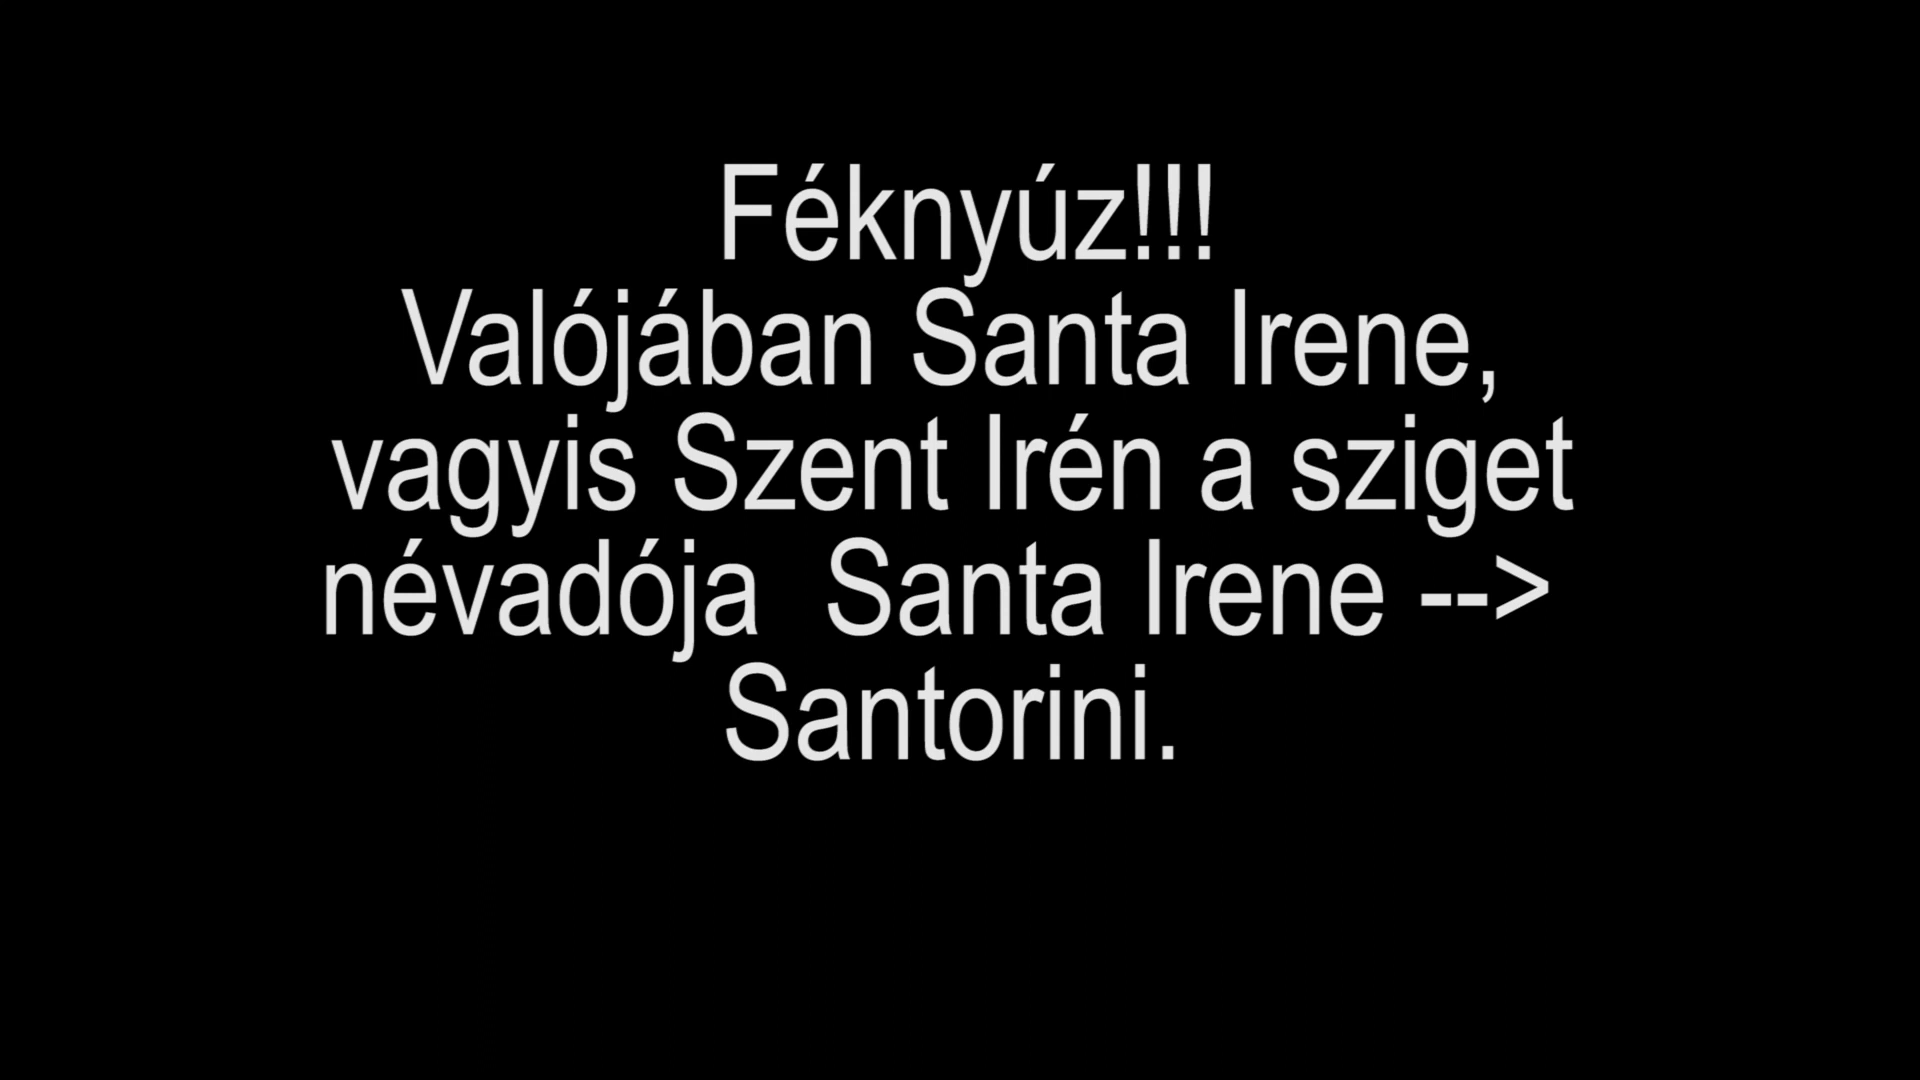 Féknyúz!!!
Valójában Santa Irene,
vagyis Szent Irén a sziget
névadója  Santa Irene -->
Santorini.